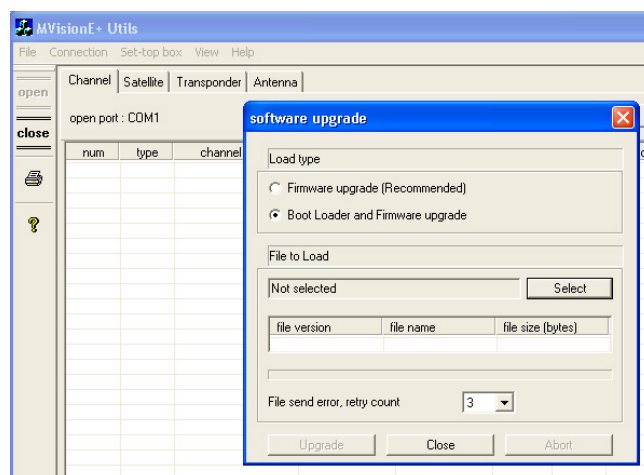 MVisionE+ Utils
File Connection Set-top box View Help
open
close
Channel Satellite Transponder Antenna
open port : COM1
num type channel
software upgrade
Load type
Firmware upgrade (Recommended)
Boot Loader and Firmware upgrade
File to Load
Not selected Select
file version file name file size (bytes)
File send error, retry count 3
Upgrade Close Abort